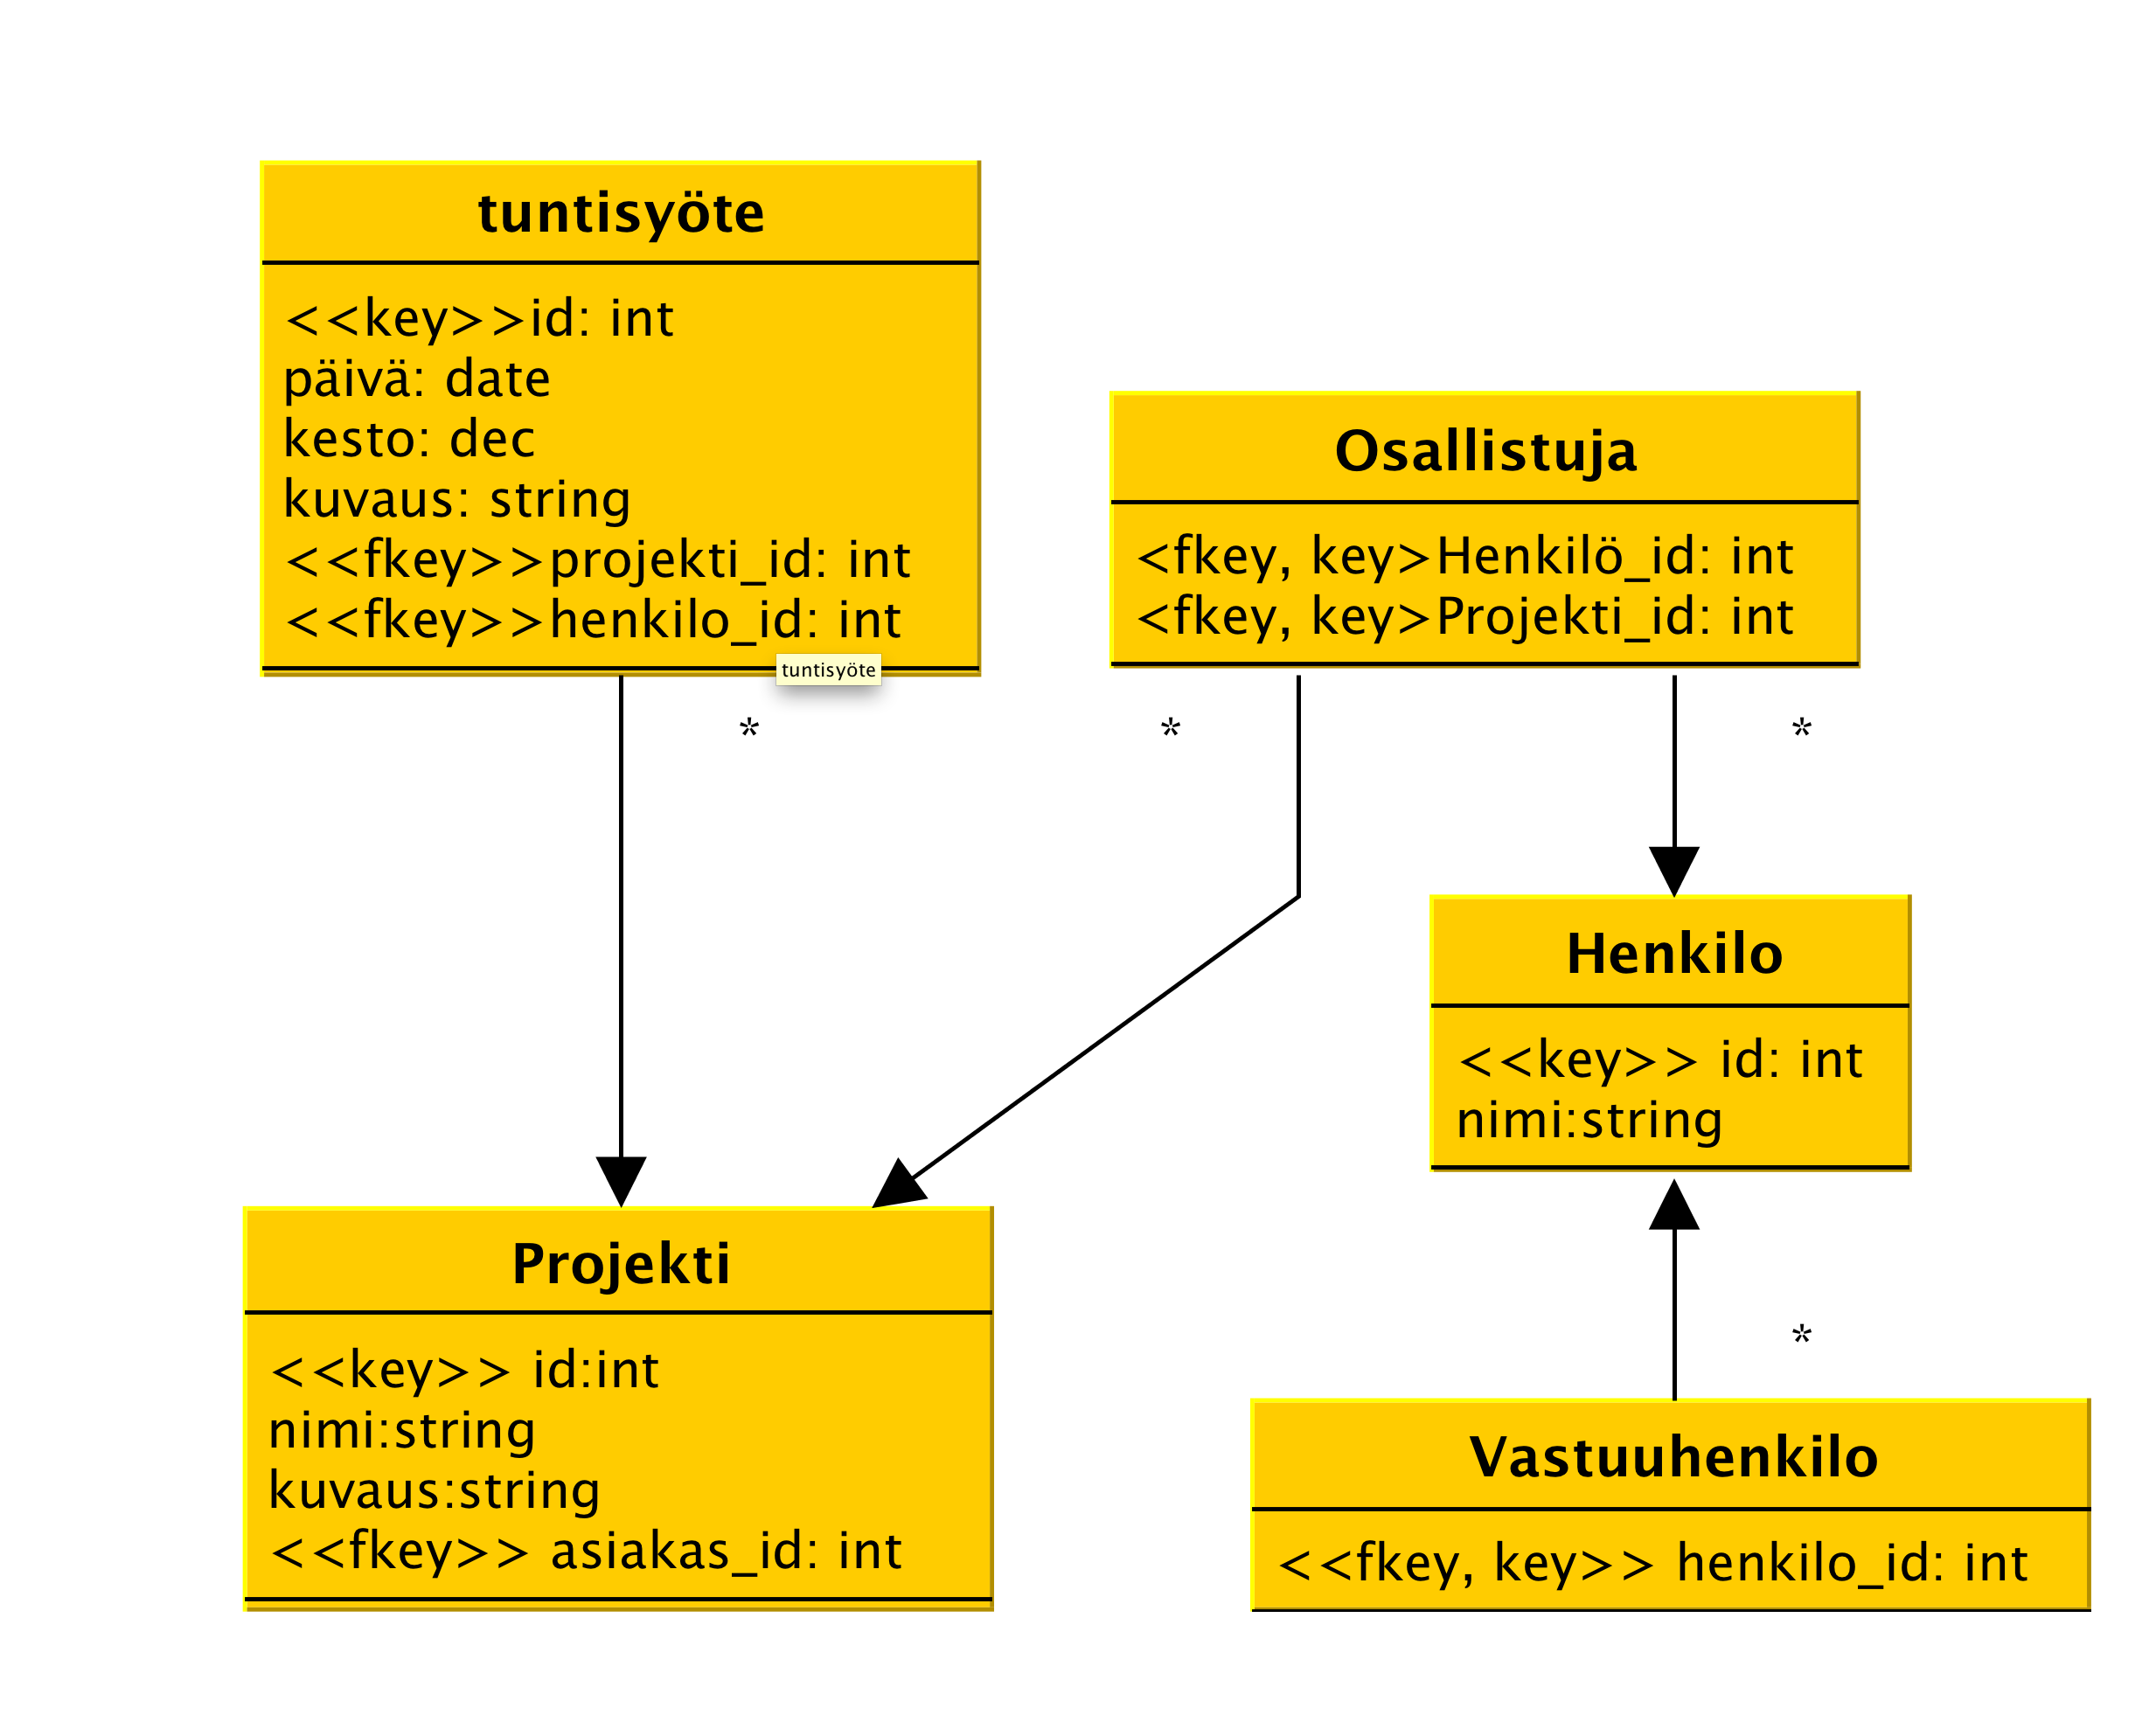 tuntisyöte
<<key>>id: int
päivä: date
kesto: dec
kuvaus: string
<<fkey>>projekti_id: int
<<fkey>>henkilo_id: int
tuntisyöte
*
Osallistuja
<fkey, key>Henkilö_id: int
<fkey, key>Projekti_id: int
*
*
Henkilo
<<key>> id: int
nimi:string
Projekti
<<key>> id:int
nimi:string
kuvaus:string
<<fkey>> asiakas_id: int
*
Vastuuhenkilo
<<fkey, key>> henkilo_id: int